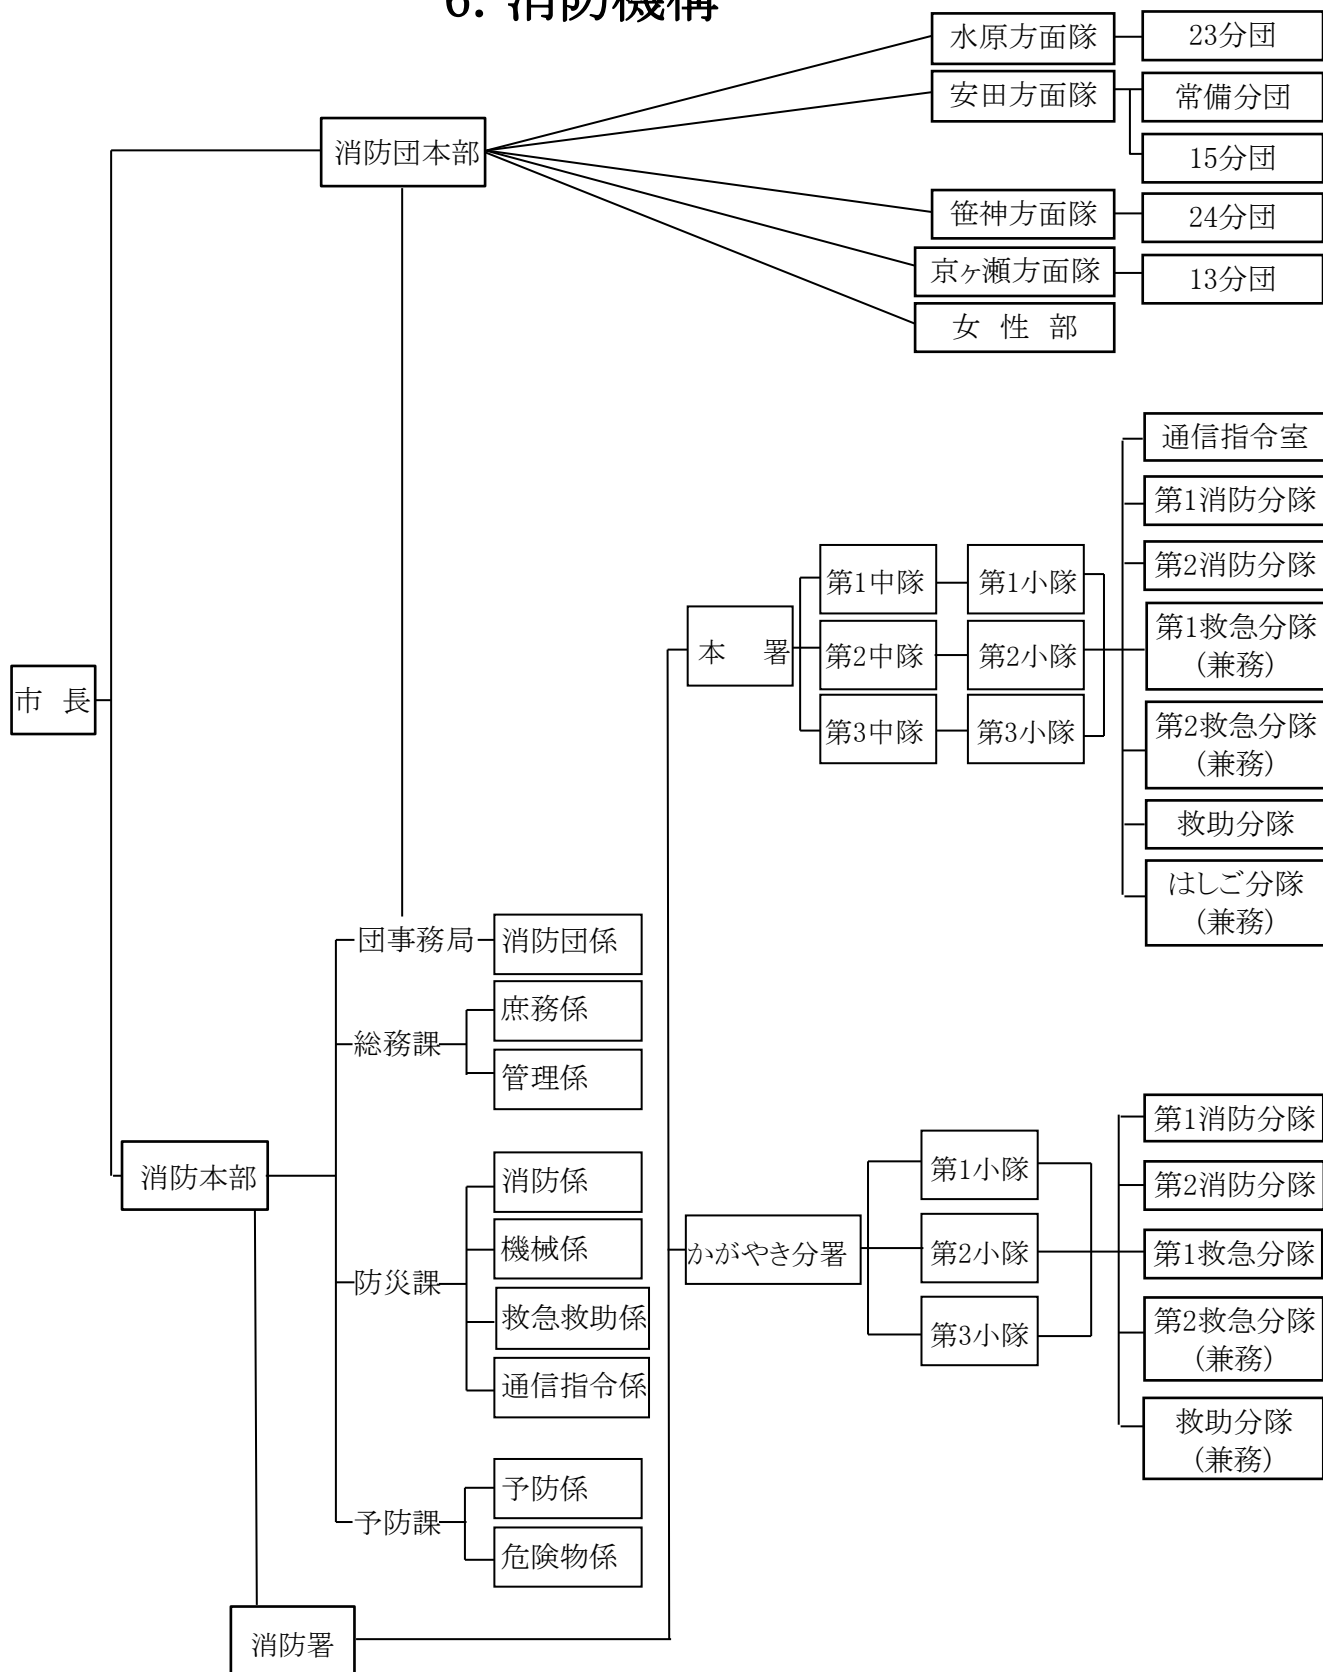 6. 消防機構
水原方面隊
23分団
安田方面隊
常備分団
15分団
笹神方面隊
24分団
京ヶ瀬方面隊
13分団
女 性 部
消防団本部
市 長
通信指令室
第1消防分隊
第2消防分隊
第1救急分隊
(兼務)
第2救急分隊
(兼務)
救助分隊
はしご分隊
(兼務)
本 署
第1中隊
第1小隊
第2中隊
第2小隊
第3中隊
第3小隊
団事務局
消防団係
総務課
庶務係
管理係
消防本部
防災課
消防係
機械係
救急救助係
通信指令係
予防課
予防係
危険物係
かがやき分署
第1小隊
第2小隊
第3小隊
第1消防分隊
第2消防分隊
第1救急分隊
第2救急分隊
(兼務)
救助分隊
(兼務)
消防署